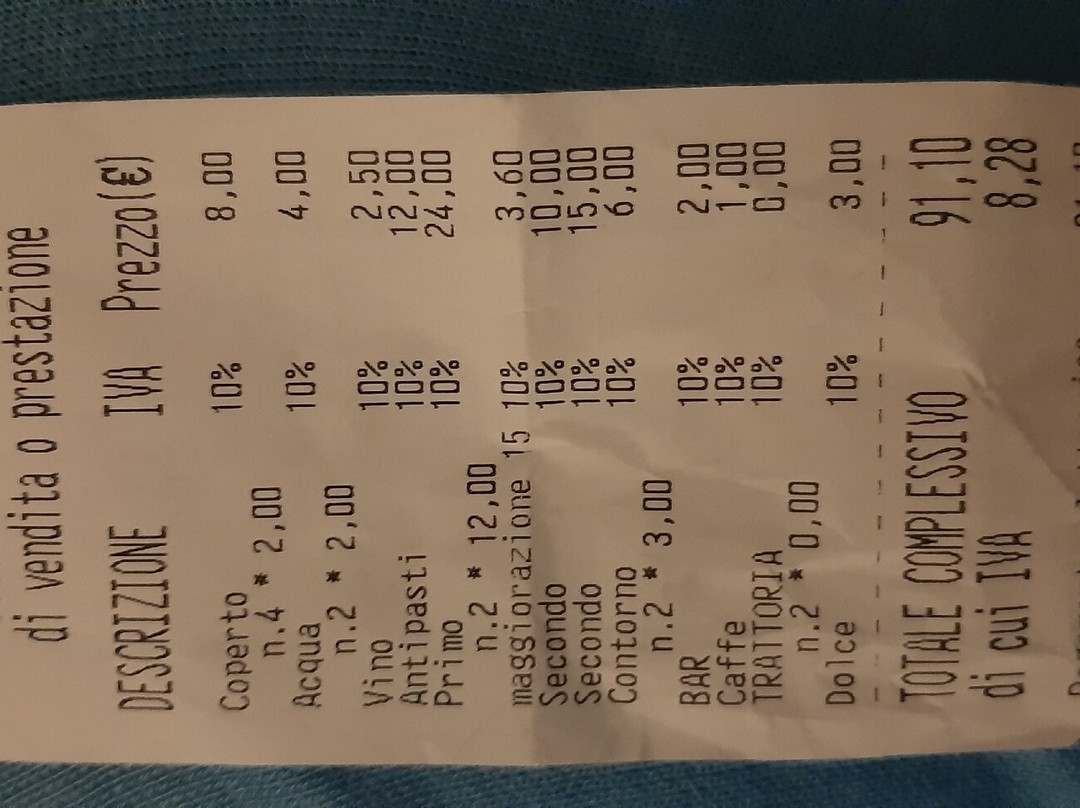 di vendita o prestazione
DESCRIZIONE IVA Prezzo(€)
Coperto 10% 8,00
n.4 * 2,00
Acqua 10% 4,00
n.2 * 2,00
Vino 10% 2,50
Antipasti 10% 12,00
Primo 10% 24,00
n.2 * 12,00
maggiorazione 15 10% 3,60
Secondo 10% 10,00
Secondo 10% 15,00
Contorno 10% 6,00
n.2 * 3,00
BAR 10% 2,00
Caffe 10% 1,00
TRATTORIA 10% 0,00
n.2 * 0,00
Dolce 10% 3,00
TOTALE COMPLESSIVO 91,10
di cui IVA 8,28